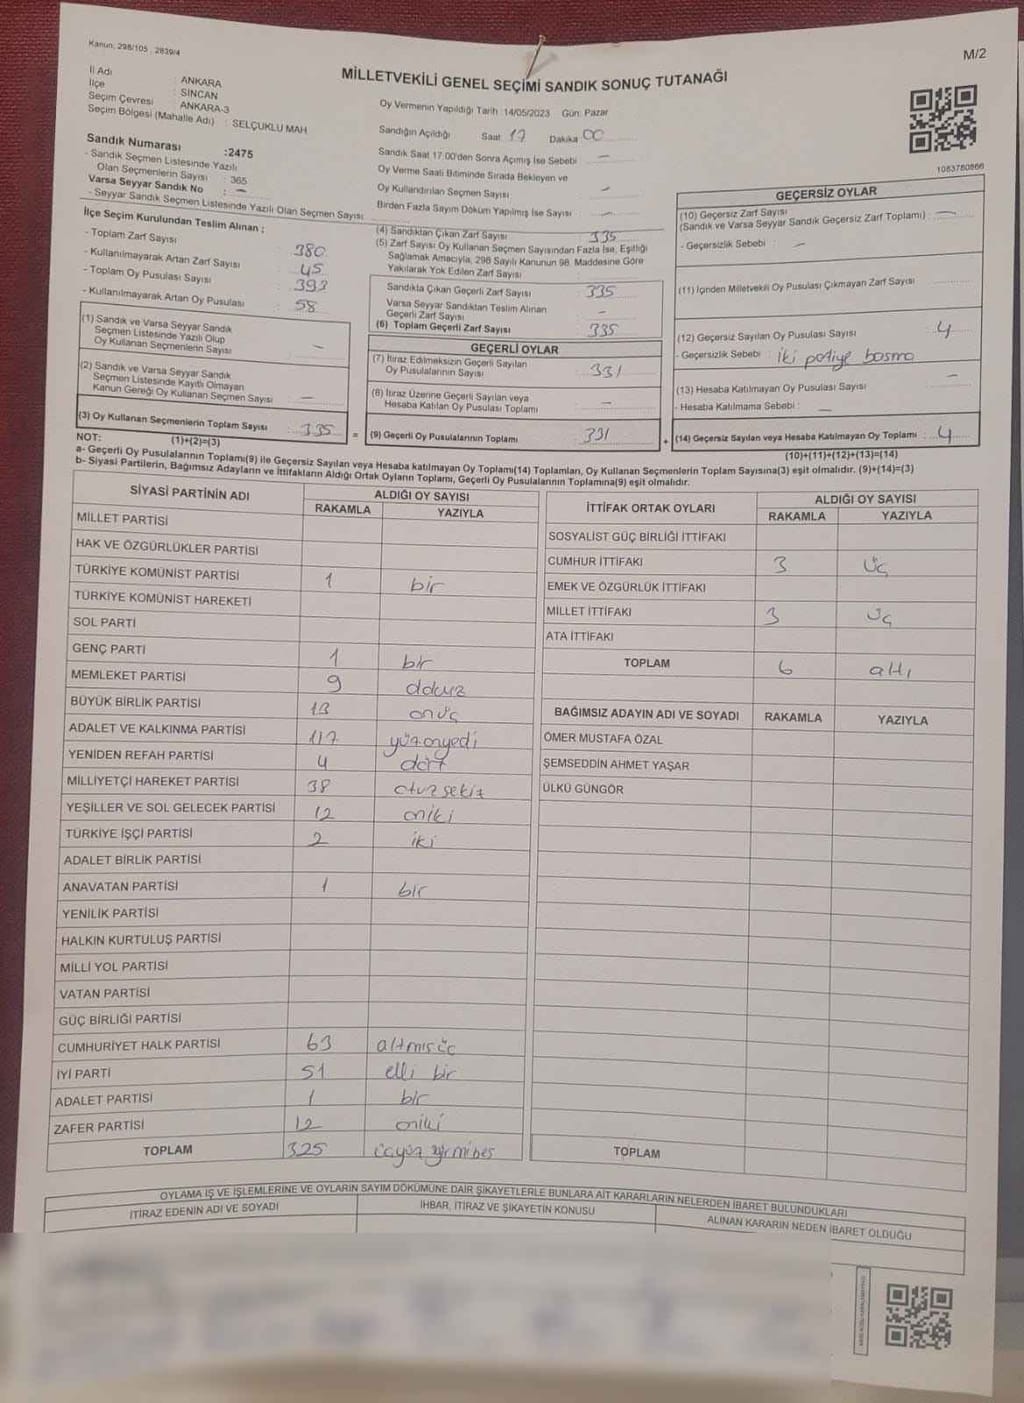 Kanun: 298/105, 2839/4
M/2
MİLLETVEKİLİ GENEL SEÇİMİ SANDIK SONUÇ TUTANAĞI
İl Adı : ANKARA
İlçe : SİNCAN
Seçim Çevresi : ANKARA-3
Seçim Bölgesi (Mahalle Adı) : SELÇUKLU MAH
Sandık Numarası :2475
- Sandık Seçmen Listesinde Yazılı
Olan Seçmenlerin Sayısı : 365
Varsa Seyyar Sandık No : —
- Seyyar Sandık Seçmen Listesinde Yazılı Olan Seçmen Sayısı
Oy Vermenin Yapıldığı Tarih :14/05/2023 Gün: Pazar
Sandığın Açıldığı Saat 17 Dakika 00
Sandık Saat 17:00'den Sonra Açımış İse Sebebi —
Oy Verme Saati Bitiminde Sırada Bekleyen ve
Oy Kullandırılan Seçmen Sayısı —
Birden Fazla Sayım Döküm Yapılmış İse Sayısı —
1083780866
İlçe Seçim Kurulundan Teslim Alınan ;
- Toplam Zarf Sayısı : 380
- Kullanılmayarak Artan Zarf Sayısı : 45
- Toplam Oy Pusulası Sayısı : 393
- Kullanılmayarak Artan Oy Pusulası : 58
(1) Sandık ve Varsa Seyyar Sandık
Seçmen Listesinde Yazılı Olup
Oy Kullanan Seçmenlerin Sayısı —
(2) Sandık ve Varsa Seyyar Sandık
Seçmen Listesinde Kayıtlı Olmayan
Kanun Gereği Oy Kullanan Seçmen Sayısı —
(3) Oy Kullanan Seçmenlerin Toplam Sayısı : 335
(1)+(2)=(3)
(4) Sandıktan Çıkan Zarf Sayısı : 335
(5) Zarf Sayısı Oy Kullanan Seçmen Sayısından Fazla İse, Eşitliği
Sağlamak Amacıyla, 298 Sayılı Kanunun 98. Maddesine Göre
Yakılarak Yok Edilen Zarf Sayısı :
Sandıkta Çıkan Geçerli Zarf Sayısı : 335
Varsa Seyyar Sandıktan Teslim Alınan
Geçerli Zarf Sayısı : —
(6) Toplam Geçerli Zarf Sayısı : 335
GEÇERLİ OYLAR
(7) İtiraz Edilmeksizin Geçerli Sayılan
Oy Pusulalarının Sayısı : 331
(8) İtiraz Üzerine Geçerli Sayılan veya
Hesaba Katılan Oy Pusulası Toplamı : —
= (9) Geçerli Oy Pusulalarının Toplamı : 331
GEÇERSİZ OYLAR
(10) Geçersiz Zarf Sayısı
(Sandık ve Varsa Seyyar Sandık Geçersiz Zarf Toplamı) : —
- Geçersizlik Sebebi : —
(11) İçinden Milletvekili Oy Pusulası Çıkmayan Zarf Sayısı
(12) Geçersiz Sayılan Oy Pusulası Sayısı : 4
- Geçersizlik Sebebi : iki partiye basma
(13) Hesaba Katılmayan Oy Pusulası Sayısı : —
- Hesaba Katılmama Sebebi : —
+ (14) Geçersiz Sayılan veya Hesaba Katılmayan Oy Toplamı : 4
(10)+(11)+(12)+(13)=(14)
NOT:
a- Geçerli Oy Pusulalarının Toplamı(9) ile Geçersiz Sayılan veya Hesaba katılmayan Oy Toplamı(14) Toplamları, Oy Kullanan Seçmenlerin Toplam Sayısına(3) eşit olmalıdır. (9)+(14)=(3)
b- Siyasi Partilerin, Bağımsız Adayların ve İttifakların Aldığı Ortak Oyların Toplamı, Geçerli Oy Pusulalarının Toplamına(9) eşit olmalıdır.
SİYASİ PARTİNİN ADI ALDIĞI OY SAYISI
RAKAMLA YAZIYLA
MİLLET PARTİSİ
HAK VE ÖZGÜRLÜKLER PARTİSİ
TÜRKİYE KOMÜNİST PARTİSİ 1 bir
TÜRKİYE KOMÜNİST HAREKETİ
SOL PARTİ
GENÇ PARTİ 1 bir
MEMLEKET PARTİSİ 9 dokuz
BÜYÜK BİRLİK PARTİSİ 13 onüç
ADALET VE KALKINMA PARTİSİ 117 yüzonyedi
YENİDEN REFAH PARTİSİ 4 dört
MİLLİYETÇİ HAREKET PARTİSİ 38 otuzsekiz
YEŞİLLER VE SOL GELECEK PARTİSİ 12 oniki
TÜRKİYE İŞÇİ PARTİSİ 2 iki
ADALET BİRLİK PARTİSİ
ANAVATAN PARTİSİ 1 bir
YENİLİK PARTİSİ
HALKIN KURTULUŞ PARTİSİ
MİLLİ YOL PARTİSİ
VATAN PARTİSİ
GÜÇ BİRLİĞİ PARTİSİ
CUMHURİYET HALK PARTİSİ 63 altmışüç
İYİ PARTİ 51 elli bir
ADALET PARTİSİ 1 bir
ZAFER PARTİSİ 12 oniki
TOPLAM 325 üçyüz yirmibeş
İTTİFAK ORTAK OYLARI ALDIĞI OY SAYISI
RAKAMLA YAZIYLA
SOSYALİST GÜÇ BİRLİĞİ İTTİFAKI
CUMHUR İTTİFAKI 3 üç
EMEK VE ÖZGÜRLÜK İTTİFAKI
MİLLET İTTİFAKI 3 üç
ATA İTTİFAKI
TOPLAM 6 altı
BAĞIMSIZ ADAYIN ADI VE SOYADI RAKAMLA YAZIYLA
ÖMER MUSTAFA ÖZAL
ŞEMSEDDİN AHMET YAŞAR
ÜLKÜ GÜNGÖR
TOPLAM
OYLAMA İŞ VE İŞLEMLERİNE VE OYLARIN SAYIM DÖKÜMÜNE DAİR ŞİKAYETLERLE BUNLARA AİT KARARLARIN NELERDEN İBARET BULUNDUKLARI
İTİRAZ EDENİN ADI VE SOYADI İHBAR, İTİRAZ VE ŞİKAYETİN KONUSU ALINAN KARARIN NEDEN İBARET OLDUĞU